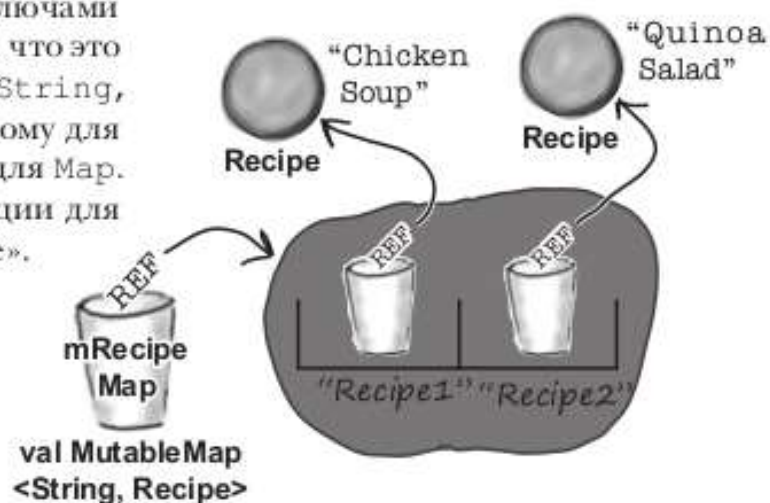 лючами
что это
String,
ому для
для Map.
ции для
».
"Chicken
Soup"
Recipe
"Quinoa
Salad"
Recipe
REF
mRecipe
Map
val MutableMap
<String, Recipe>
REF
REF
"Recipe1" "Recipe2"